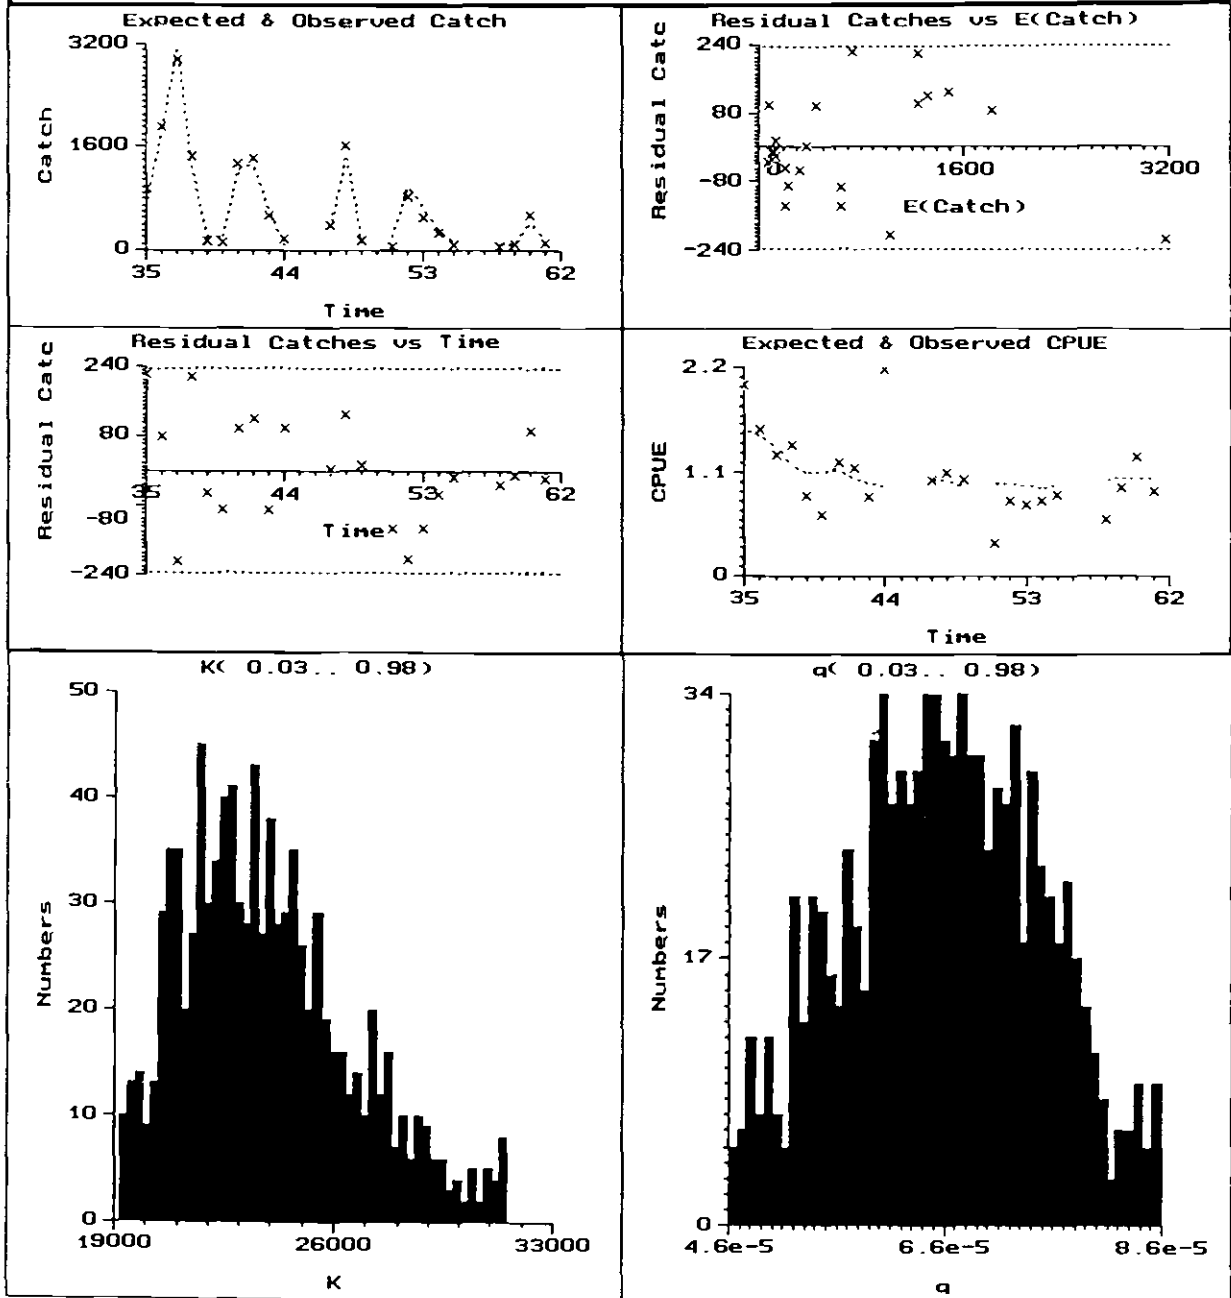 Expected & Observed Catch
3200
1600
0
Catch
35 44 53 62
Time
Residual Catches vs E(Catch)
240
80
-80
-240
Residual Catc
0 1600 3200
E(Catch)
Residual Catches vs Time
240
80
-80
-240
Residual Catc
35 44 53 62
Time
Expected & Observed CPUE
2.2
1.1
0
CPUE
35 44 53 62
Time
K( 0.03.. 0.98)
50
40
30
20
10
0
Numbers
19000 26000 33000
K
q( 0.03.. 0.98)
34
17
0
Numbers
4.6e-5 6.6e-5 8.6e-5
q